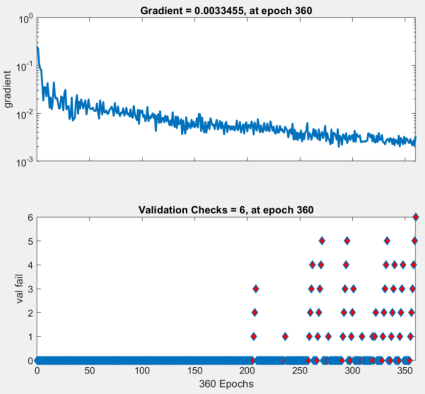 Gradient = 0.0033455, at epoch 360
10^0
10^-1
10^-2
10^-3
gradient
Validation Checks = 6, at epoch 360
6
5
4
3
2
1
0
val fail
0 50 100 150 200 250 300 350
360 Epochs